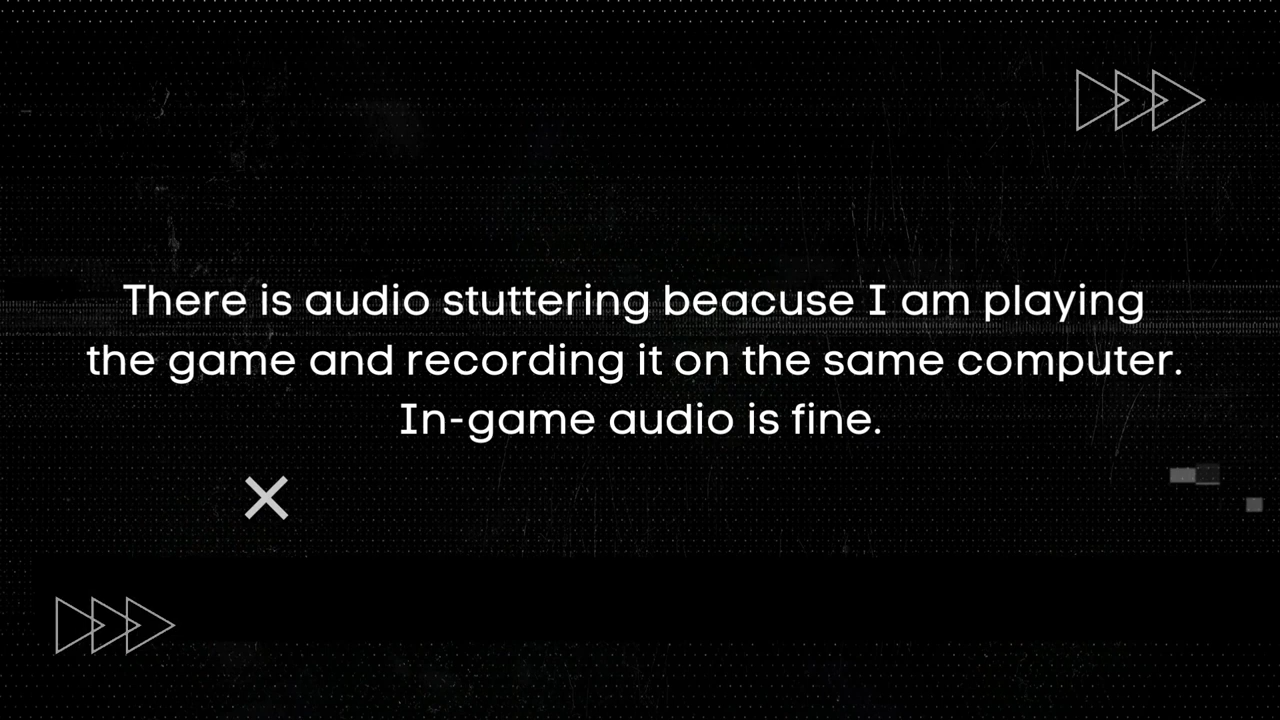 There is audio stuttering beacuse I am playing
the game and recording it on the same computer.
In-game audio is fine.